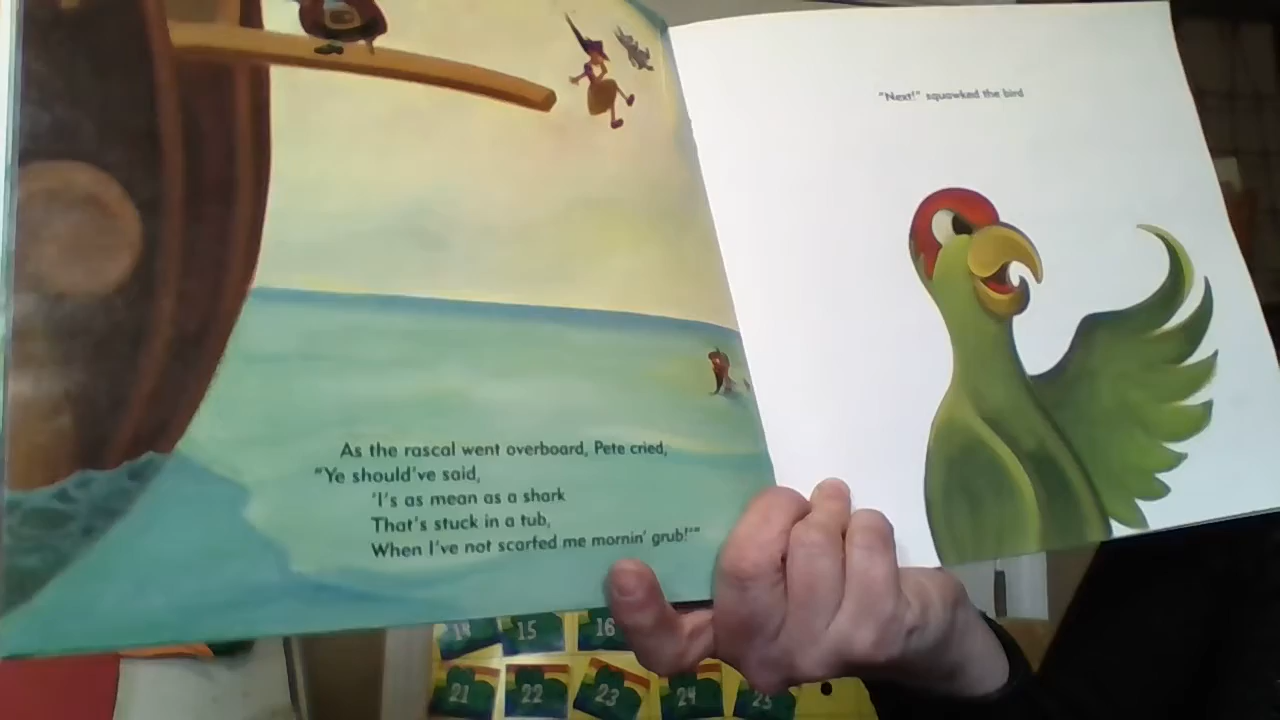 As the rascal went overboard, Pete cried,
"Ye should've said,
'I's as mean as a shark
That's stuck in a tub,
When I've not scarfed me mornin' grub!'"
"Next!" squawked the bird
14 15 16
21 22 23 24 25